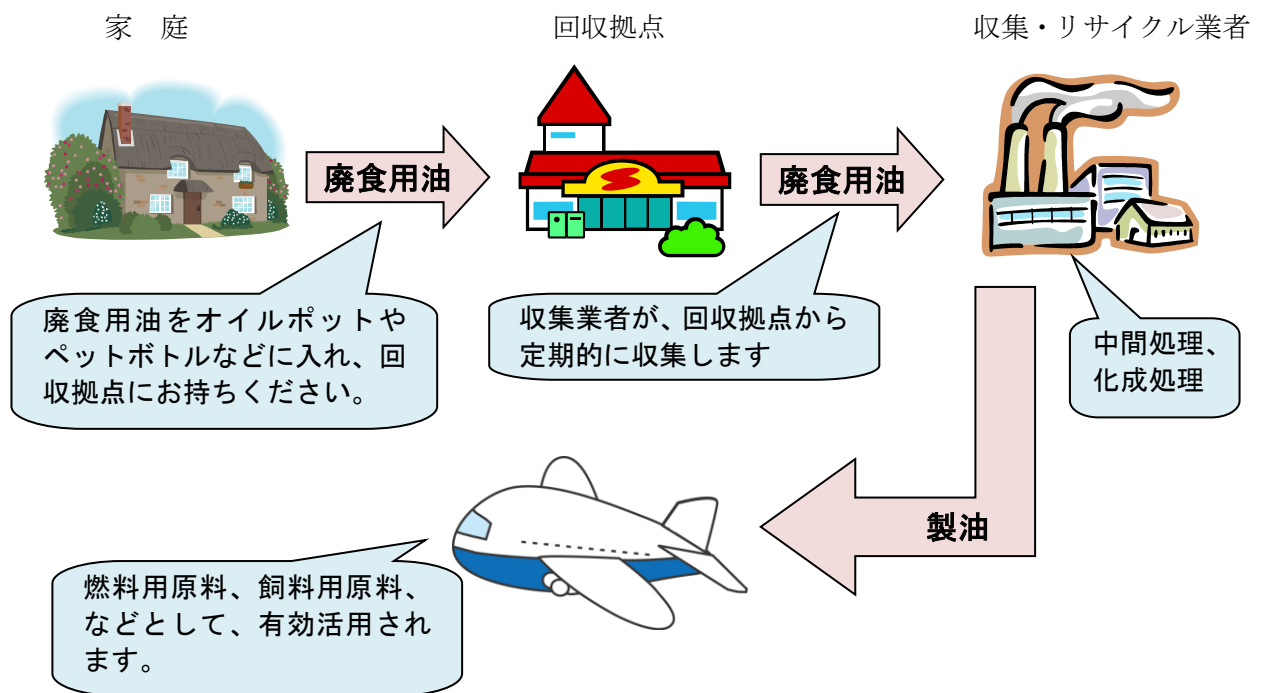 家　庭
回収拠点
収集・リサイクル業者
廃食用油
廃食用油
廃食用油をオイルポットや
ペットボトルなどに入れ、回
収拠点にお持ちください。
収集業者が、回収拠点から
定期的に収集します
中間処理、
化成処理
製油
燃料用原料、飼料用原料、
などとして、有効活用され
ます。